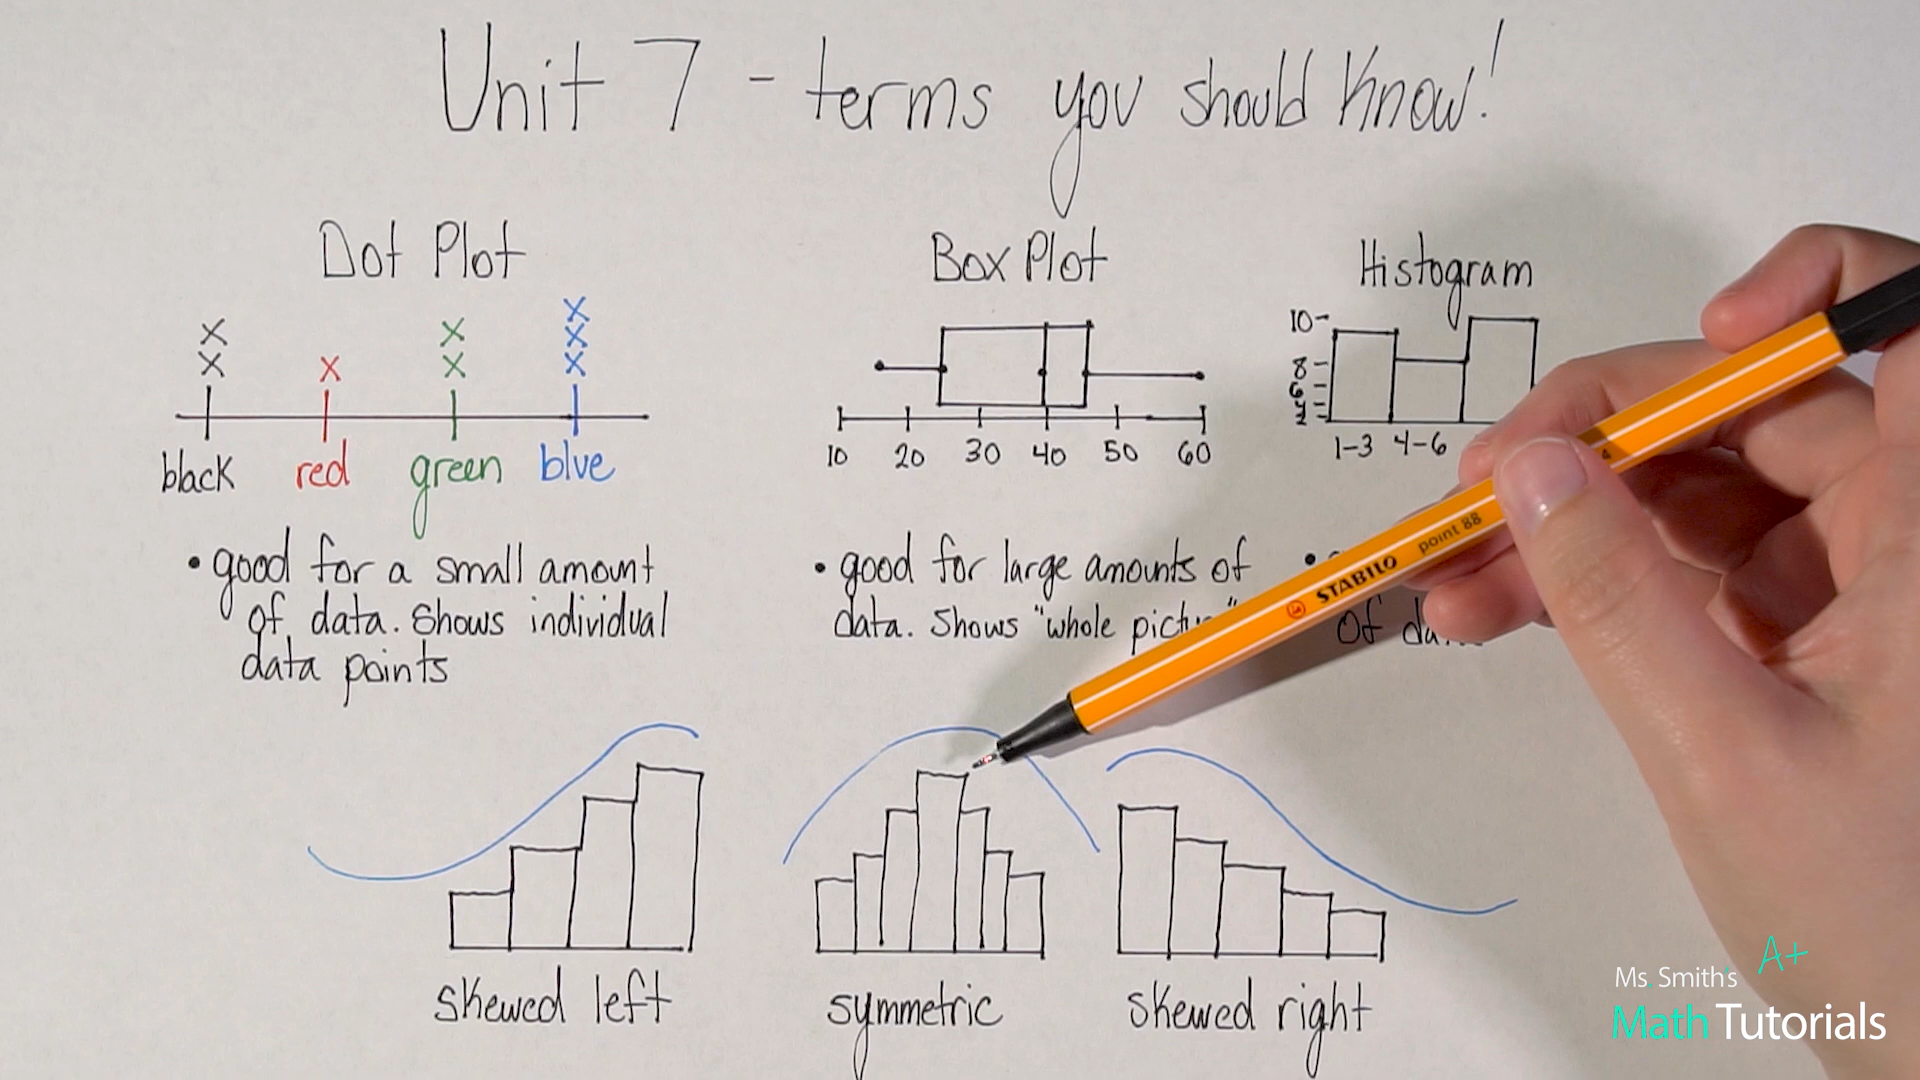 Unit 7 - terms you should know!
Dot Plot
black red green blue
• good for a small amount
of data. Shows individual
data points
Box Plot
10 20 30 40 50 60
• good for large amounts of
data. Shows "whole
Histogram
10
8
6
4
2
1-3 4-6
•
of
skewed left
symmetric
skewed right
STABILO point 88
A+
Ms. Smith's
Math Tutorials